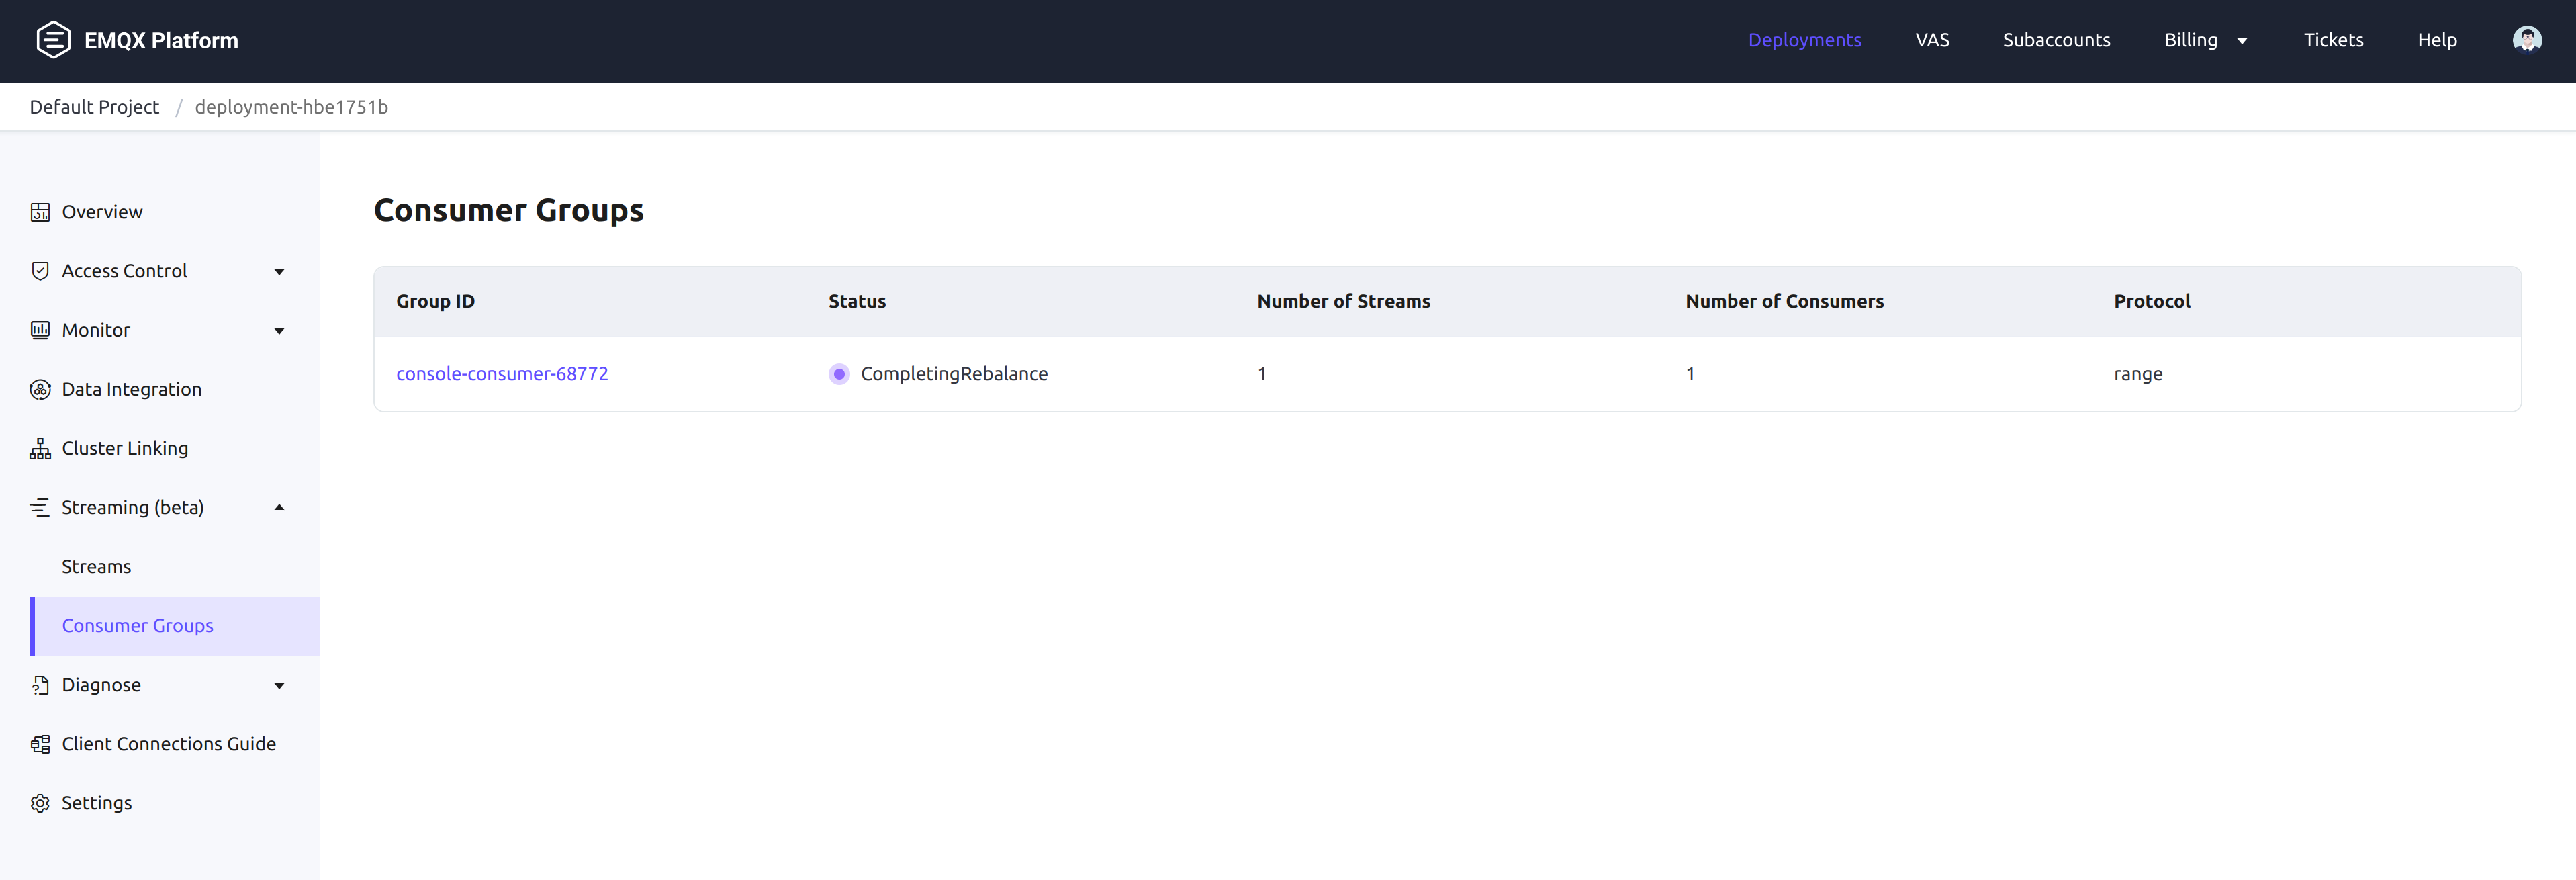 EMQX Platform
Deployments VAS Subaccounts Billing Tickets Help
Default Project / deployment-hbe1751b
Overview
Access Control
Monitor
Data Integration
Cluster Linking
Streaming (beta)
Streams
Consumer Groups
Diagnose
Client Connections Guide
Settings
Consumer Groups
Group ID Status Number of Streams Number of Consumers Protocol
console-consumer-68772 CompletingRebalance 1 1 range